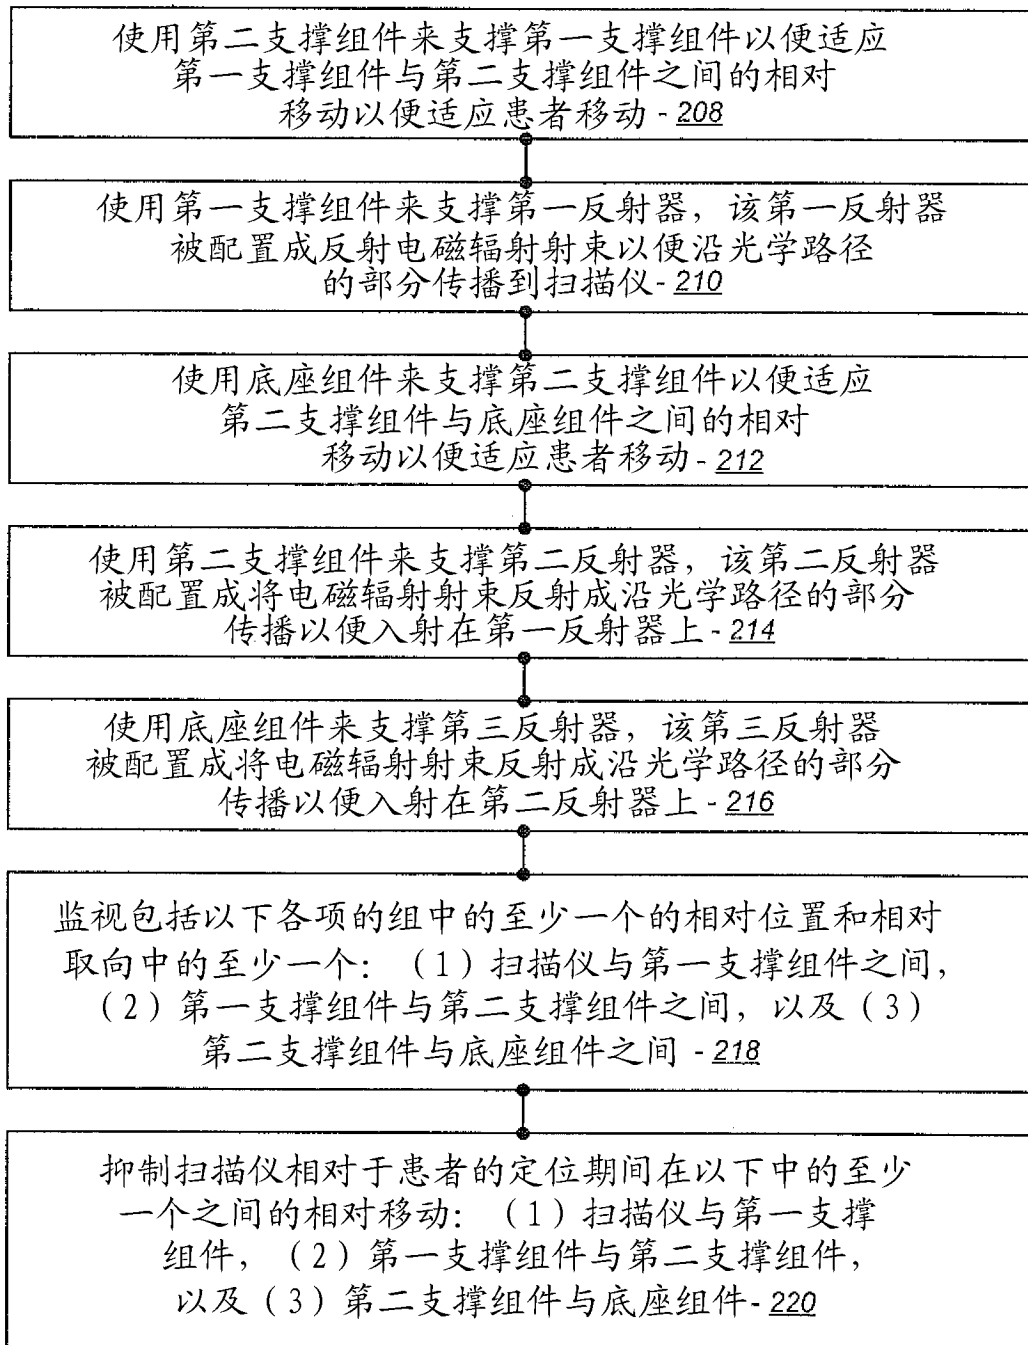 使用第二支撑组件来支撑第一支撑组件以便适应
第一支撑组件与第二支撑组件之间的相对
移动以便适应患者移动 - 208
使用第一支撑组件来支撑第一反射器，该第一反射器
被配置成反射电磁辐射射束以便沿光学路径
的部分传播到扫描仪- 210
使用底座组件来支撑第二支撑组件以便适应
第二支撑组件与底座组件之间的相对
移动以便适应患者移动 - 212
使用第二支撑组件来支撑第二反射器，该第二反射器
被配置成将电磁辐射射束反射成沿光学路径的部分
传播以便入射在第一反射器上 - 214
使用底座组件来支撑第三反射器，该第三反射器
被配置成将电磁辐射射束反射成沿光学路径的部分
传播以便入射在第二反射器上 - 216
监视包括以下各项的组中的至少一个的相对位置和相对
取向中的至少一个：（1）扫描仪与第一支撑组件之间，
（2）第一支撑组件与第二支撑组件之间，以及（3）
第二支撑组件与底座组件之间 - 218
抑制扫描仪相对于患者的定位期间在以下中的至少
一个之间的相对移动：（1）扫描仪与第一支撑
组件，（2）第一支撑组件与第二支撑组件，
以及（3）第二支撑组件与底座组件- 220